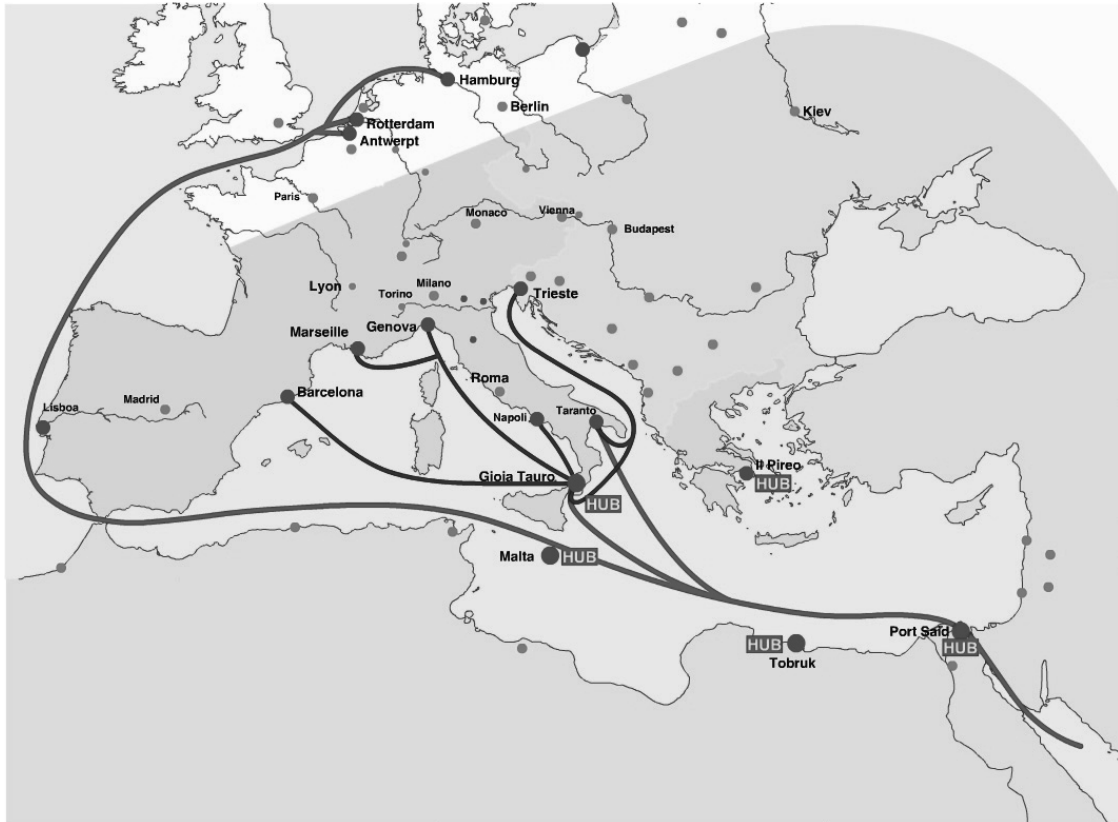 Hamburg
Berlin
Kiev
Rotterdam
Antwerpt
Paris
Monaco
Vienna
Budapest
Lyon
Milano
Torino
Trieste
Marseille
Genova
Barcelona
Roma
Lisboa
Madrid
Napoli
Taranto
Il Pireo
HUB
Gioia Tauro
HUB
Malta
HUB
Port Said
HUB
HUB
Tobruk